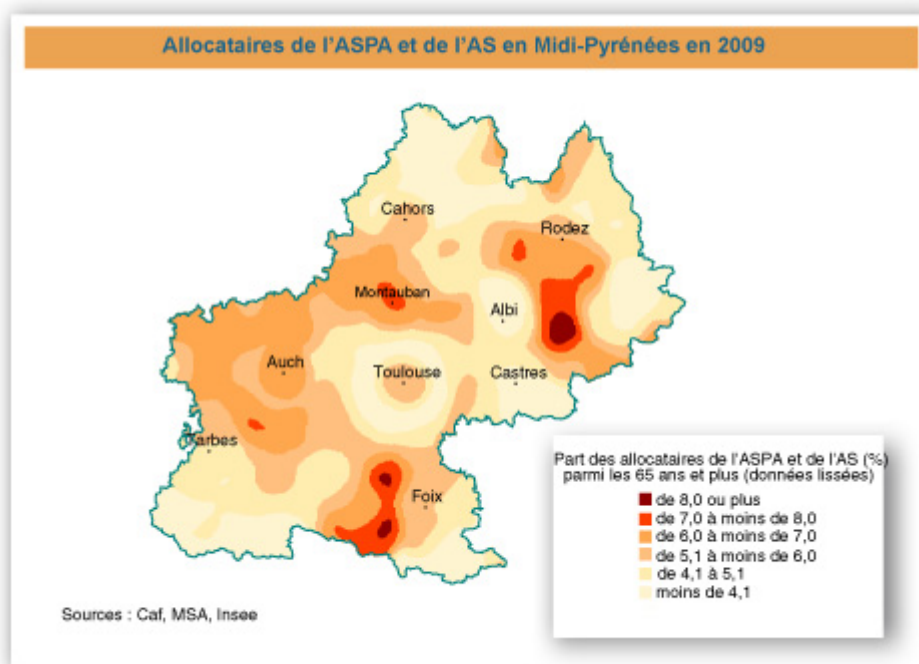 Allocataires de l'ASPA et de l'AS en Midi-Pyrénées en 2009
Cahors
Rodez
Montauban
Albi
Auch
Toulouse
Castres
Tarbes
Foix
Part des allocataires de l'ASPA et de l'AS (%)
parmi les 65 ans et plus (données lissées)
de 8,0 ou plus
de 7,0 à moins de 8,0
de 6,0 à moins de 7,0
de 5,1 à moins de 6,0
de 4,1 à 5,1
moins de 4,1
Sources : Caf, MSA, Insee